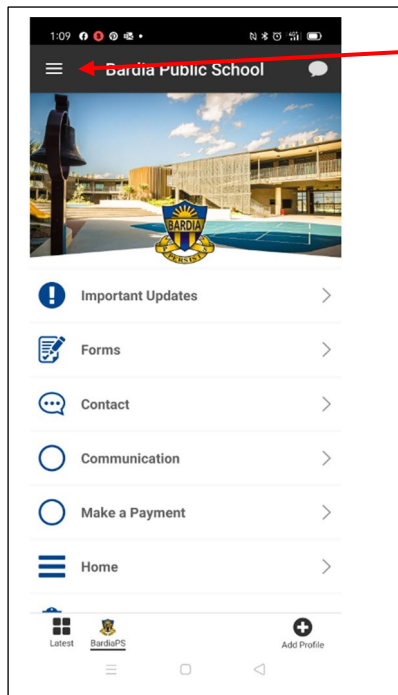 1:09
Bardia Public School
BARDIA
PERSIST
Important Updates
Forms
Contact
Communication
Make a Payment
Home
Latest
BardiaPS
Add Profile